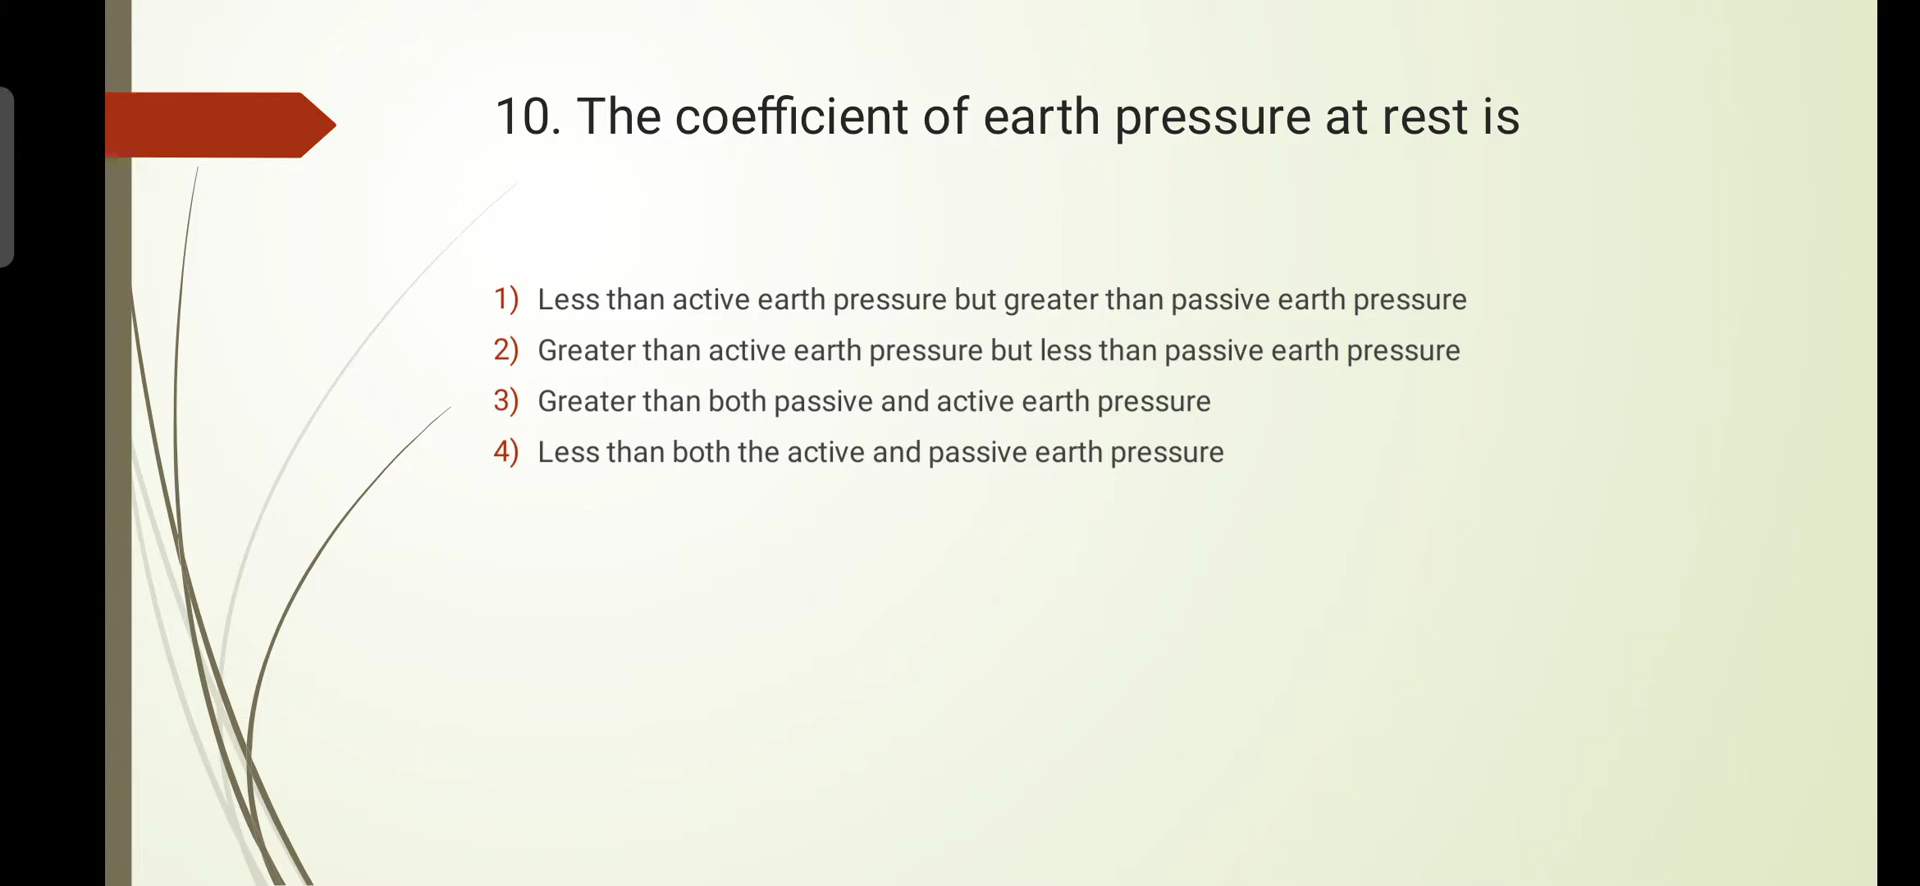 10. The coefficient of earth pressure at rest is
1) Less than active earth pressure but greater than passive earth pressure
2) Greater than active earth pressure but less than passive earth pressure
3) Greater than both passive and active earth pressure
4) Less than both the active and passive earth pressure